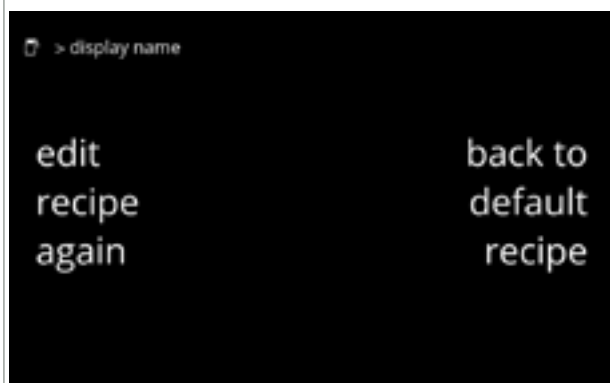 > display name
edit
recipe
again
back to
default
recipe